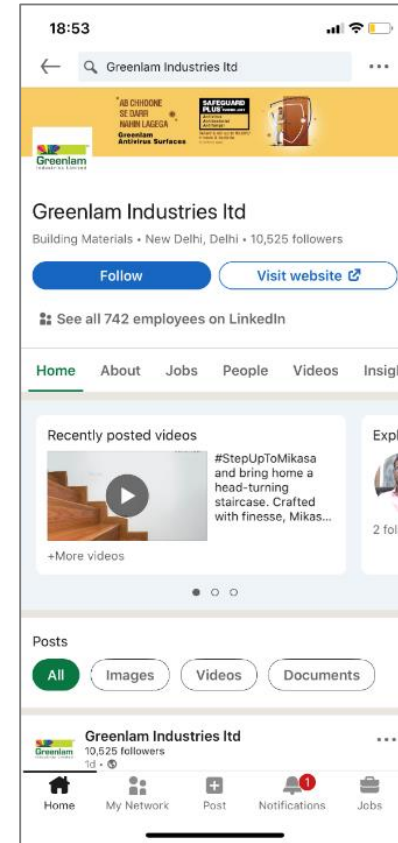 18:53
Greenlam Industries ltd
AB CHHOONE
SE DARR
NAHIN LAGEGA
Greenlam
Antivirus Surfaces
SAFEGUARD
PLUS
Greenlam
Greenlam Industries ltd
Building Materials • New Delhi, Delhi • 10,525 followers
Follow
Visit website
See all 742 employees on LinkedIn
Home About Jobs People Videos Insigh
Recently posted videos
#StepUpToMikasa
and bring home a
head-turning
staircase. Crafted
with finesse, Mikas...
+More videos
Expl
2 fol
Posts
All Images Videos Documents
Greenlam
Greenlam Industries ltd
10,525 followers
1d •
1
Home My Network Post Notifications Jobs